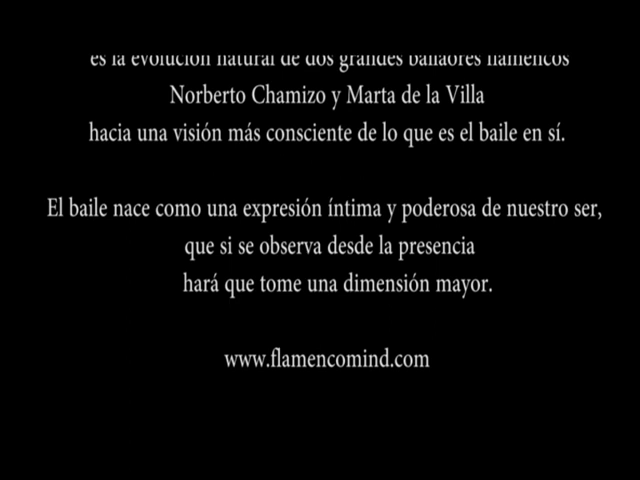 es la evolución natural de dos grandes bailaores flamencos
Norberto Chamizo y Marta de la Villa
hacia una visión más consciente de lo que es el baile en sí.
El baile nace como una expresión íntima y poderosa de nuestro ser,
que si se observa desde la presencia
hará que tome una dimensión mayor.
www.flamencomind.com